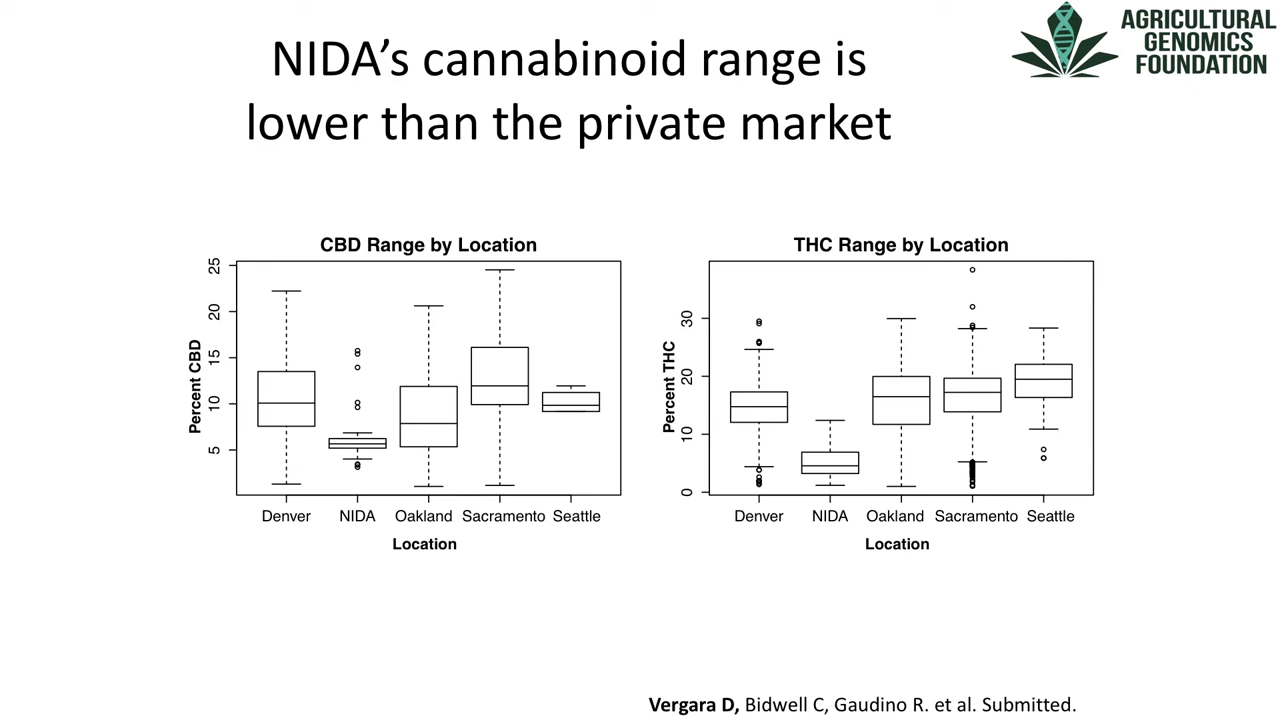 NIDA’s cannabinoid range is
lower than the private market
AGRICULTURAL
GENOMICS
FOUNDATION
CBD Range by Location
Percent CBD
25
20
15
10
5
Denver NIDA Oakland Sacramento Seattle
Location
THC Range by Location
Percent THC
30
20
10
0
Denver NIDA Oakland Sacramento Seattle
Location
Vergara D, Bidwell C, Gaudino R. et al. Submitted.